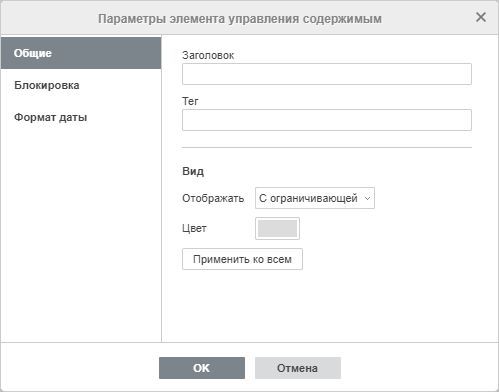 Параметры элемента управления содержимым
Общие
Блокировка
Формат даты
Заголовок
Тег
Вид
Отображать С ограничивающей
Цвет
Применить ко всем
OK Отмена